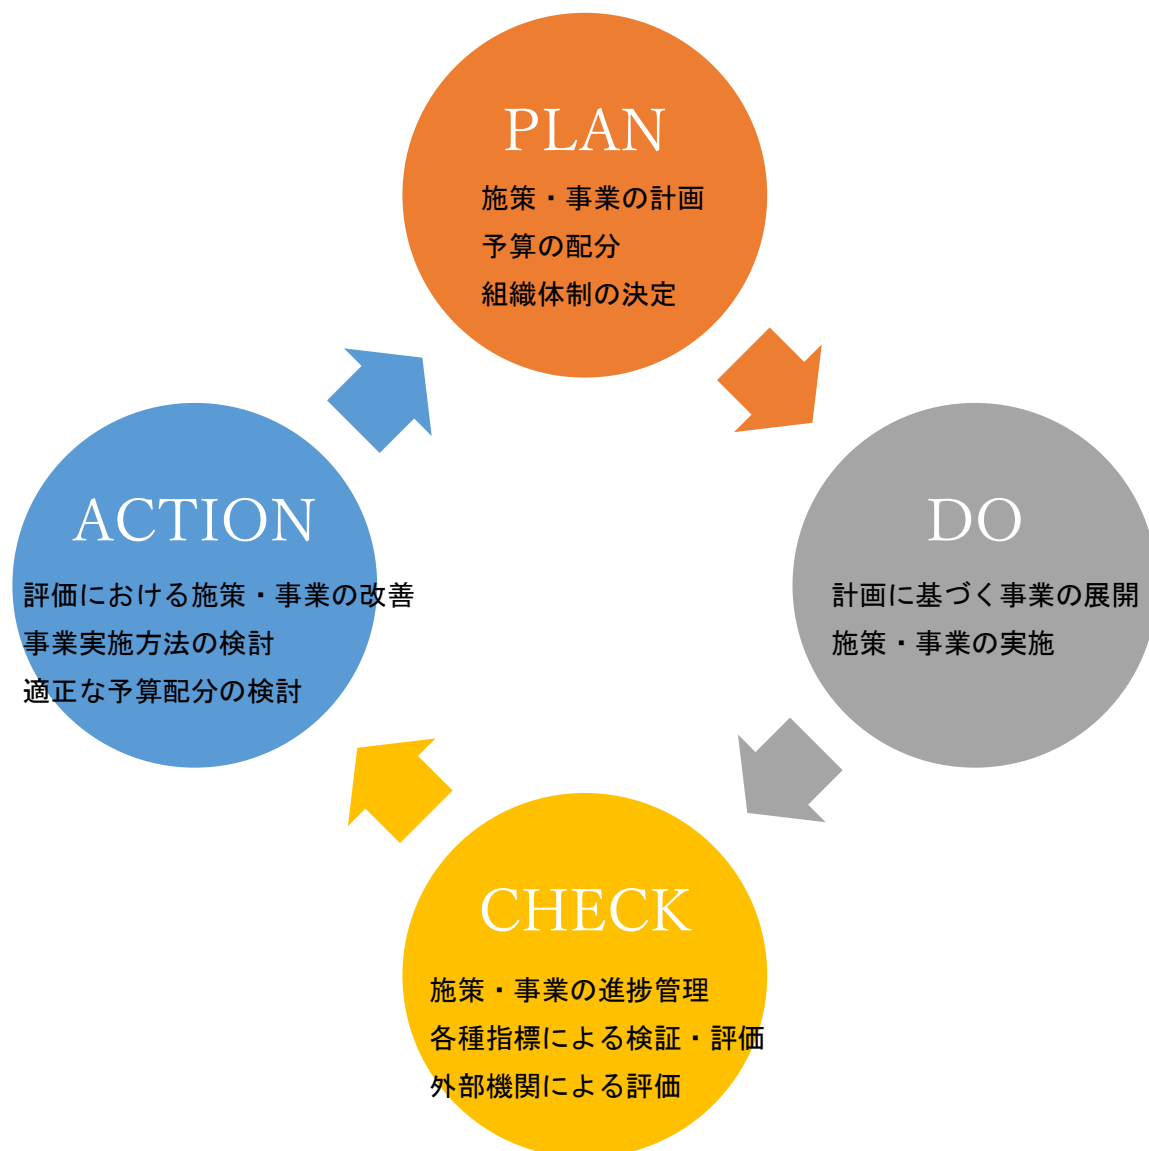 PLAN
施策・事業の計画
予算の配分
組織体制の決定
DO
計画に基づく事業の展開
施策・事業の実施
CHECK
施策・事業の進捗管理
各種指標による検証・評価
外部機関による評価
ACTION
評価における施策・事業の改善
事業実施方法の検討
適正な予算配分の検討